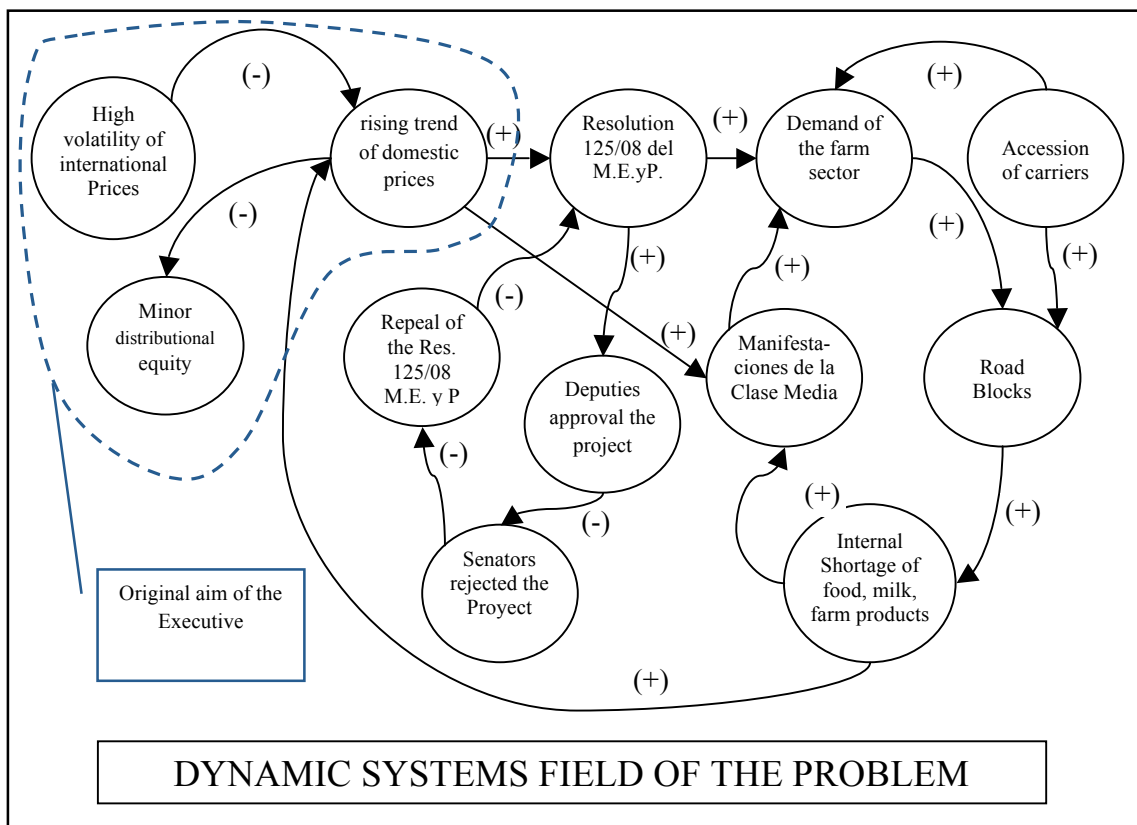 (-)
High
volatility of
international
Prices
rising trend
of domestic
prices
(+)
Resolution
125/08 del
M.E.yP.
(+)
Demand of
the farm
sector
(+)
Accession
of carriers
(-)
(+)
(+)
(+)
(-)
(+)
(+)
Minor
distributional
equity
Repeal of
the Res.
125/08
M.E. y P
Deputies
approval the
project
Manifesta-
ciones de la
Clase Media
Road
Blocks
(-)
(-)
(+)
(+)
Senators
rejected the
Proyect
Internal
Shortage of
food, milk,
farm products
Original aim of the
Executive
(+)
DYNAMIC SYSTEMS FIELD OF THE PROBLEM